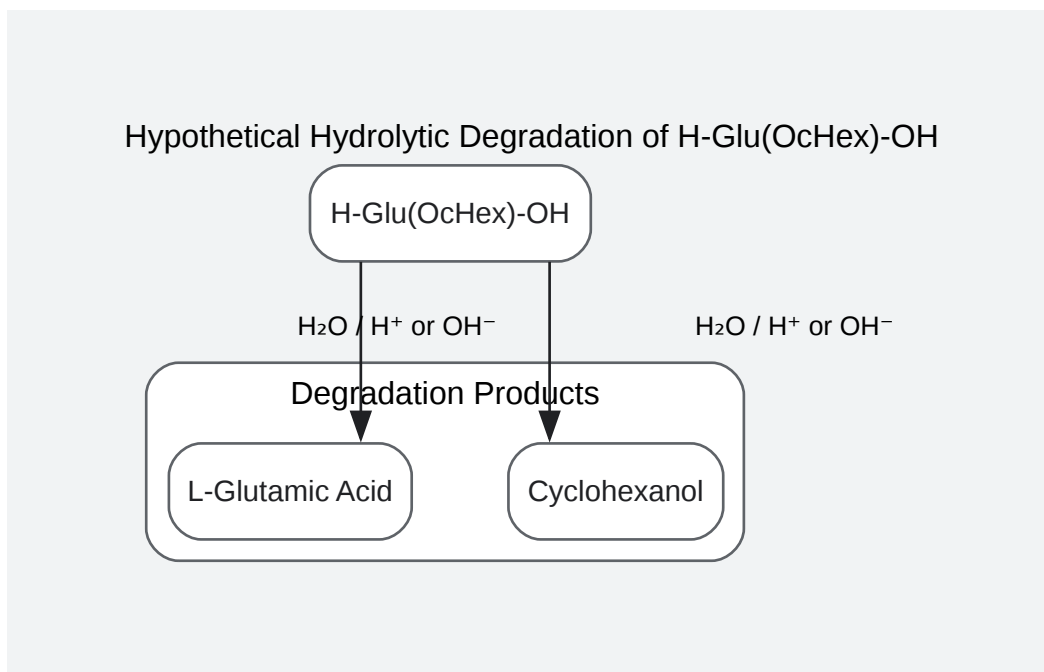 Hypothetical Hydrolytic Degradation of H-Glu(OcHex)-OH
H-Glu(OcHex)-OH
H₂O / H⁺ or OH⁻
H₂O / H⁺ or OH⁻
Degradation Products
L-Glutamic Acid
Cyclohexanol